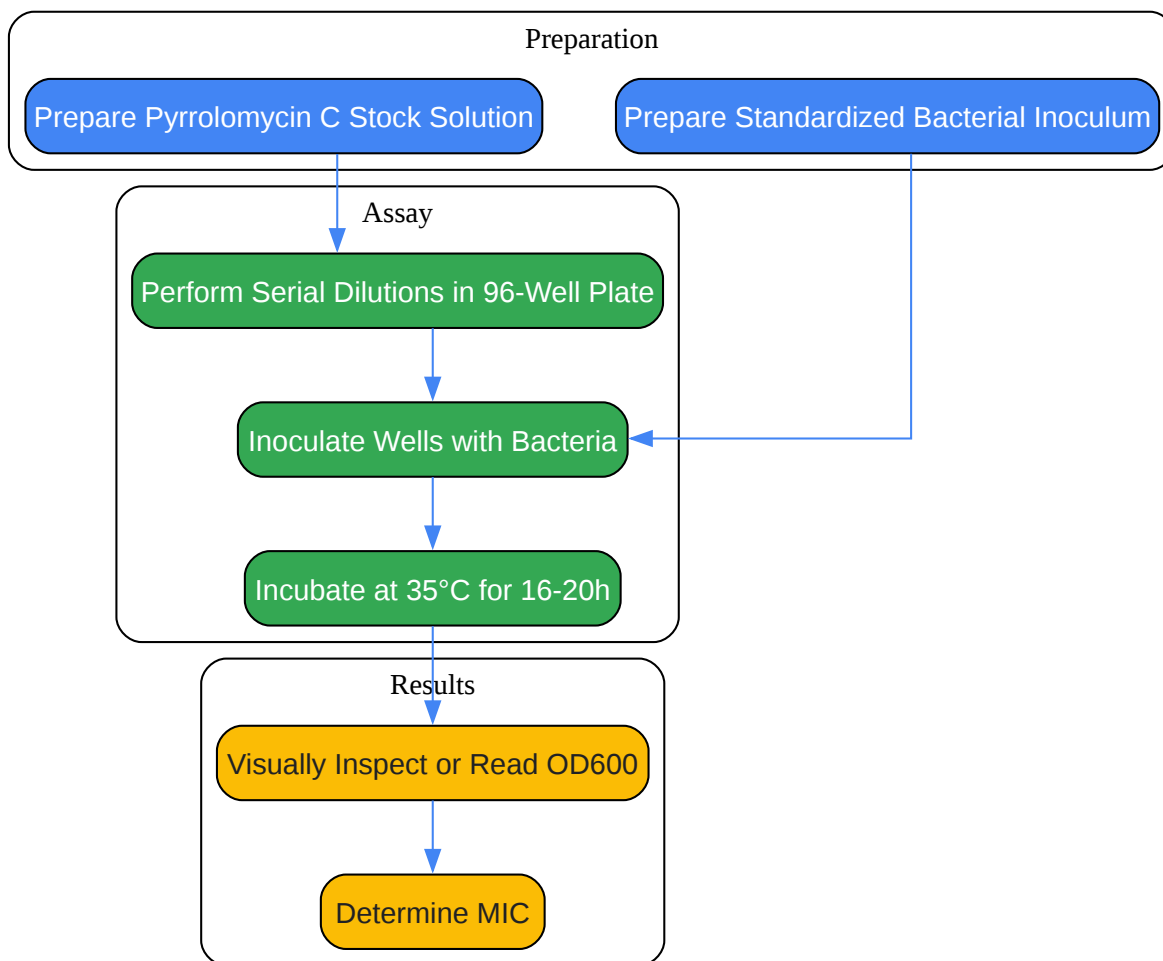 Preparation
Prepare Pyrrolomycin C Stock Solution
Prepare Standardized Bacterial Inoculum
Assay
Perform Serial Dilutions in 96-Well Plate
Inoculate Wells with Bacteria
Incubate at 35°C for 16-20h
Results
Visually Inspect or Read OD600
Determine MIC